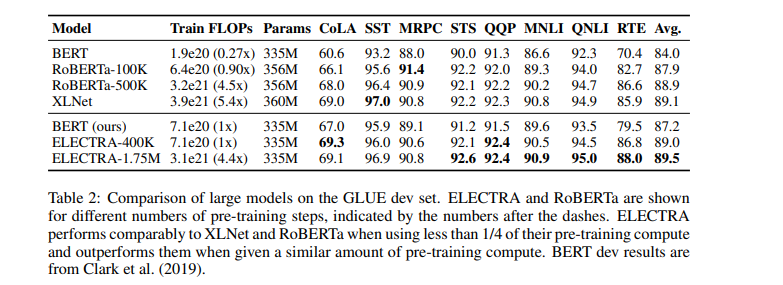 Model Train FLOPs Params CoLA SST MRPC STS QQP MNLI QNLI RTE Avg.
BERT 1.9e20 (0.27x) 335M 60.6 93.2 88.0 90.0 91.3 86.6 92.3 70.4 84.0
RoBERTa-100K 6.4e20 (0.90x) 356M 66.1 95.6 91.4 92.2 92.0 89.3 94.0 82.7 87.9
RoBERTa-500K 3.2e21 (4.5x) 356M 68.0 96.4 90.9 92.1 92.2 90.2 94.7 86.6 88.9
XLNet 3.9e21 (5.4x) 360M 69.0 97.0 90.8 92.2 92.3 90.8 94.9 85.9 89.1
BERT (ours) 7.1e20 (1x) 335M 67.0 95.9 89.1 91.2 91.5 89.6 93.5 79.5 87.2
ELECTRA-400K 7.1e20 (1x) 335M 69.3 96.0 90.6 92.1 92.4 90.5 94.5 86.8 89.0
ELECTRA-1.75M 3.1e21 (4.4x) 335M 69.1 96.9 90.8 92.6 92.4 90.9 95.0 88.0 89.5
Table 2: Comparison of large models on the GLUE dev set. ELECTRA and RoBERTa are shown
for different numbers of pre-training steps, indicated by the numbers after the dashes. ELECTRA
performs comparably to XLNet and RoBERTa when using less than 1/4 of their pre-training compute
and outperforms them when given a similar amount of pre-training compute. BERT dev results are
from Clark et al. (2019).